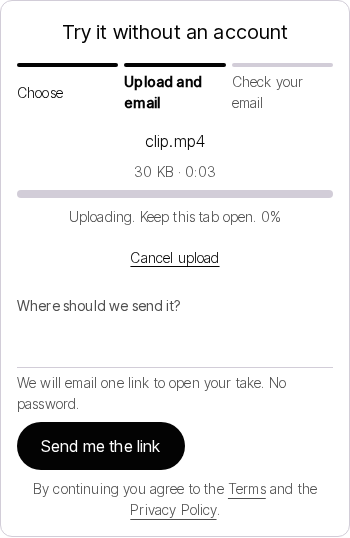 Try it without an account
Choose
Upload and
email
Check your
email
clip.mp4
30 KB · 0:03
Uploading. Keep this tab open. 0%
Cancel upload
Where should we send it?
We will email one link to open your take. No
password.
Send me the link
By continuing you agree to the Terms and the
Privacy Policy.